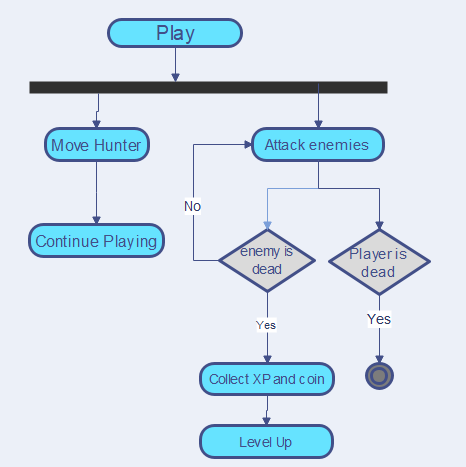 Play
Move Hunter
Attack enemies
No
Continue Playing
enemy is
dead
Player is
dead
Yes
Yes
Collect XP and coin
Level Up